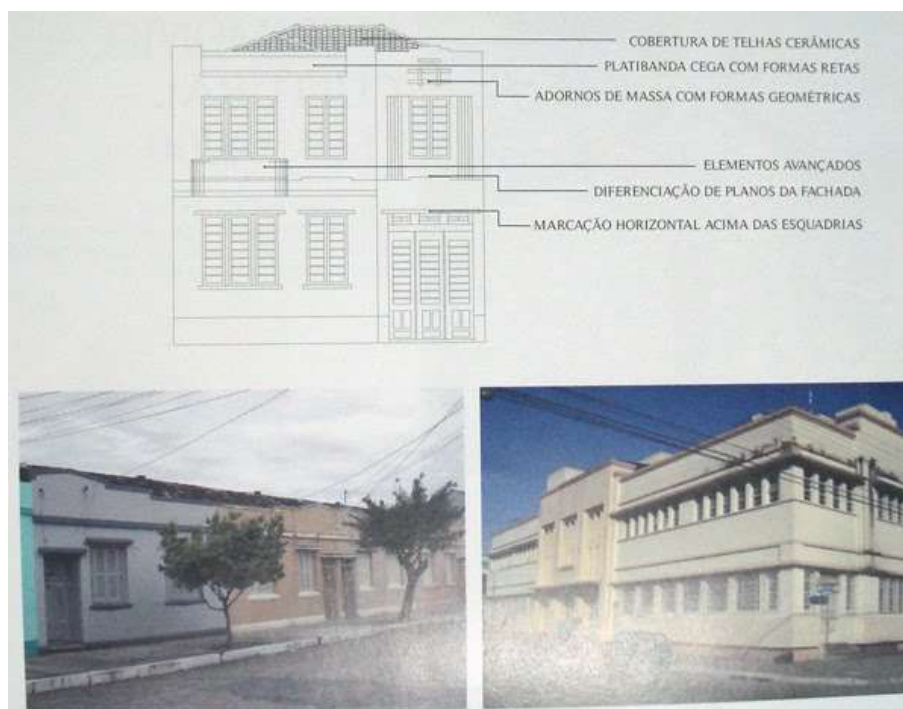 COBERTURA DE TELHAS CERÂMICAS
PLATIBANDA CEGA COM FORMAS RETAS
ADORNOS DE MASSA COM FORMAS GEOMÉTRICAS
ELEMENTOS AVANÇADOS
DIFERENCIAÇÃO DE PLANOS DA FACHADA
MARCAÇÃO HORIZONTAL ACIMA DAS ESQUADRIAS